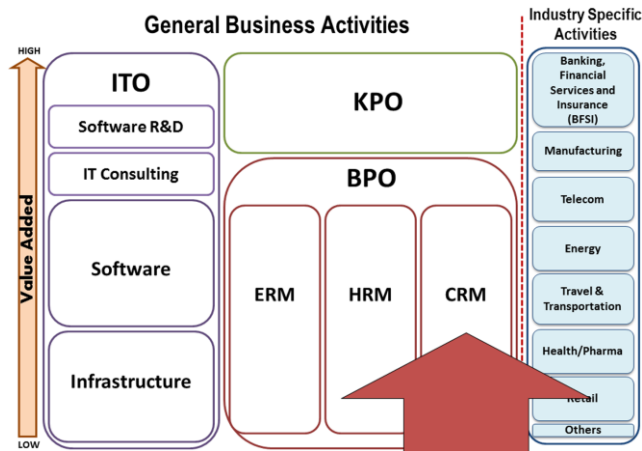 General Business Activities
Industry Specific
Activities
HIGH
Value Added
LOW
ITO
Software R&D
IT Consulting
Software
Infrastructure
KPO
BPO
ERM
HRM
CRM
Banking,
Financial
Services and
Insurance
(BFSI)
Manufacturing
Telecom
Energy
Travel &
Transportation
Health/Pharma
Retail
Others